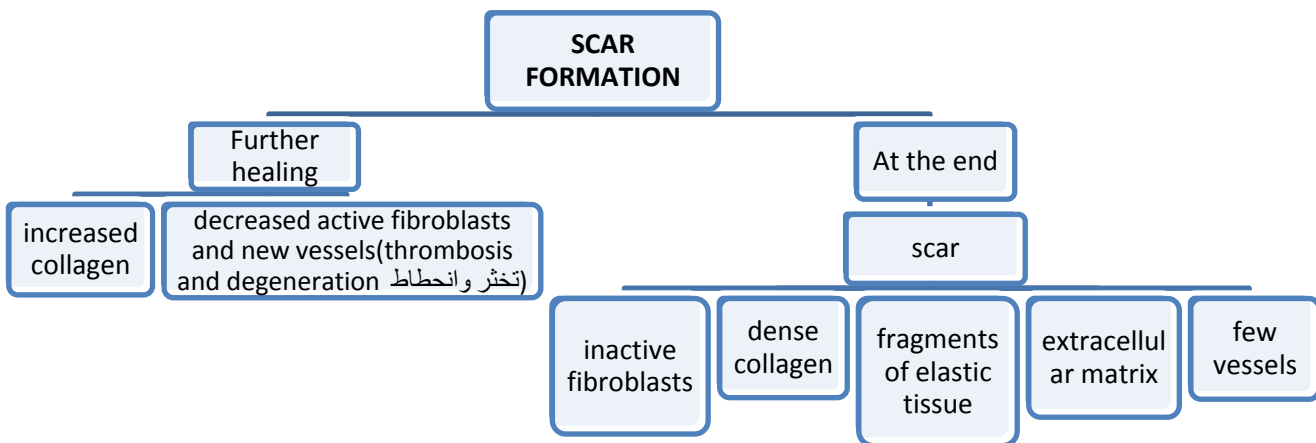 SCAR
FORMATION
Further
healing
At the end
increased
collagen
decreased active fibroblasts
and new vessels(thrombosis
and degeneration تخثر وانحطاط)
scar
inactive
fibroblasts
dense
collagen
fragments
of elastic
tissue
extracellul
ar matrix
few
vessels